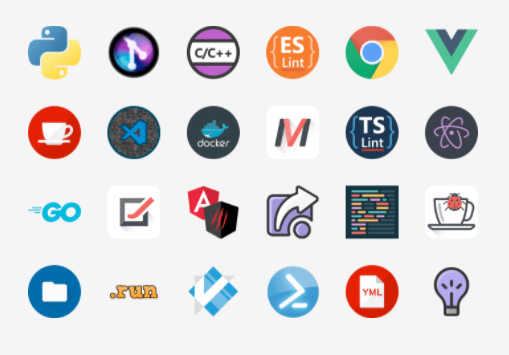 C/C++
ES
Lint
docker
M
TS
Lint
GO
A
.run
YML